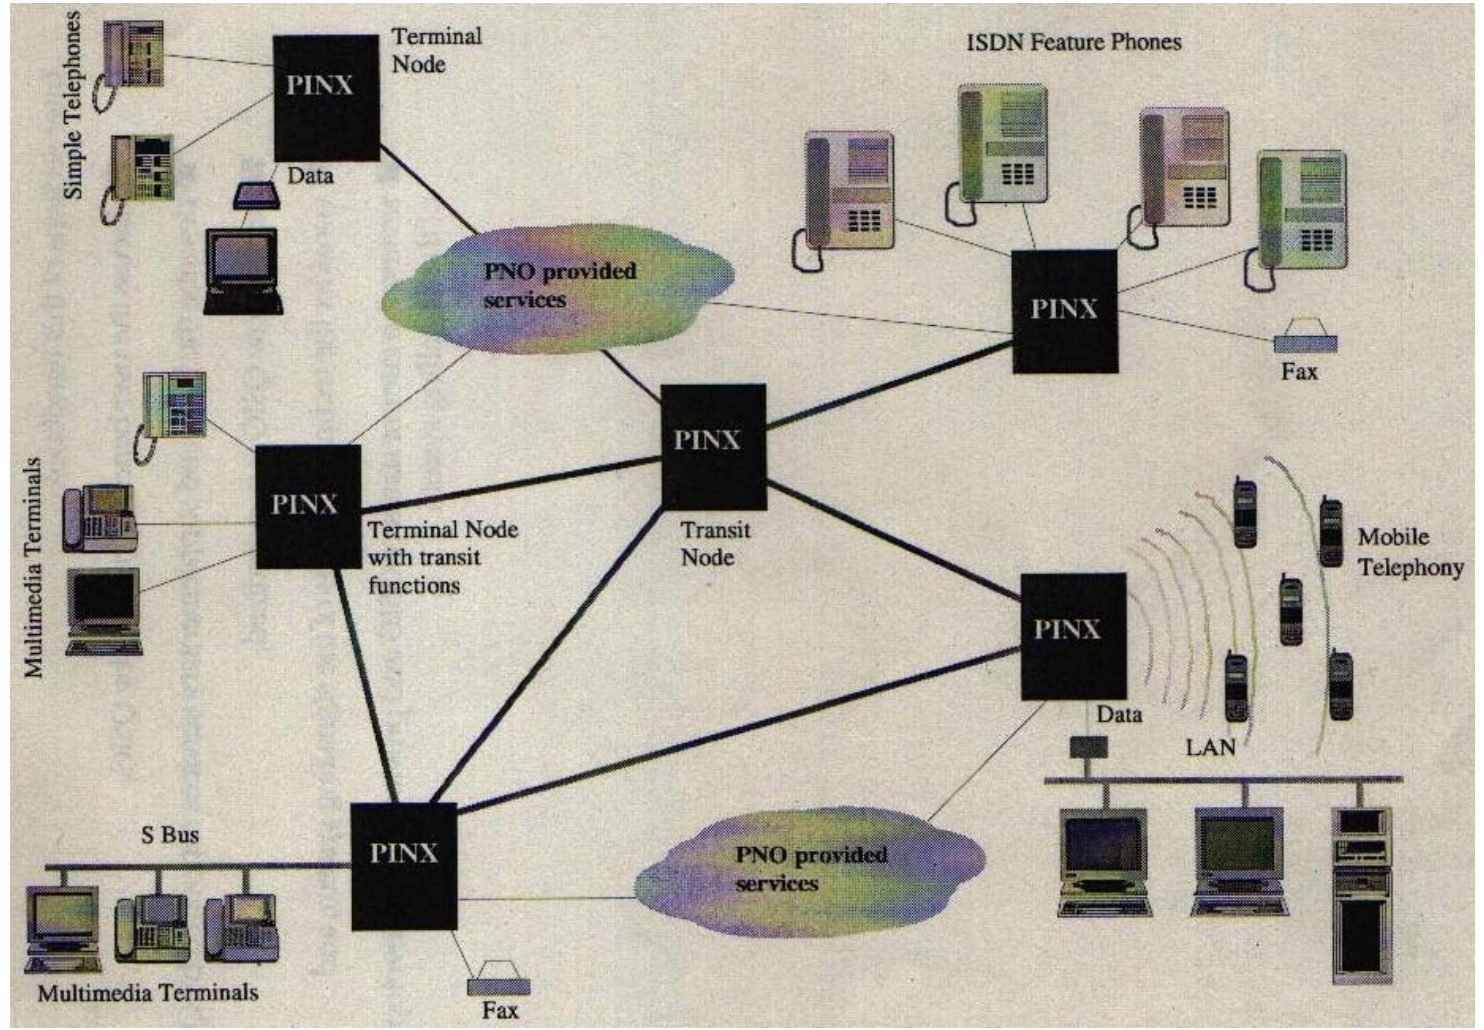 Simple Telephones
PINX
Terminal
Node
Data
ISDN Feature Phones
PNO provided
services
PINX
Fax
PINX
Transit
Node
Multimedia Terminals
PINX
Terminal Node
with transit
functions
Mobile
Telephony
PINX
Data
LAN
S Bus
PINX
PNO provided
services
Multimedia Terminals
Fax